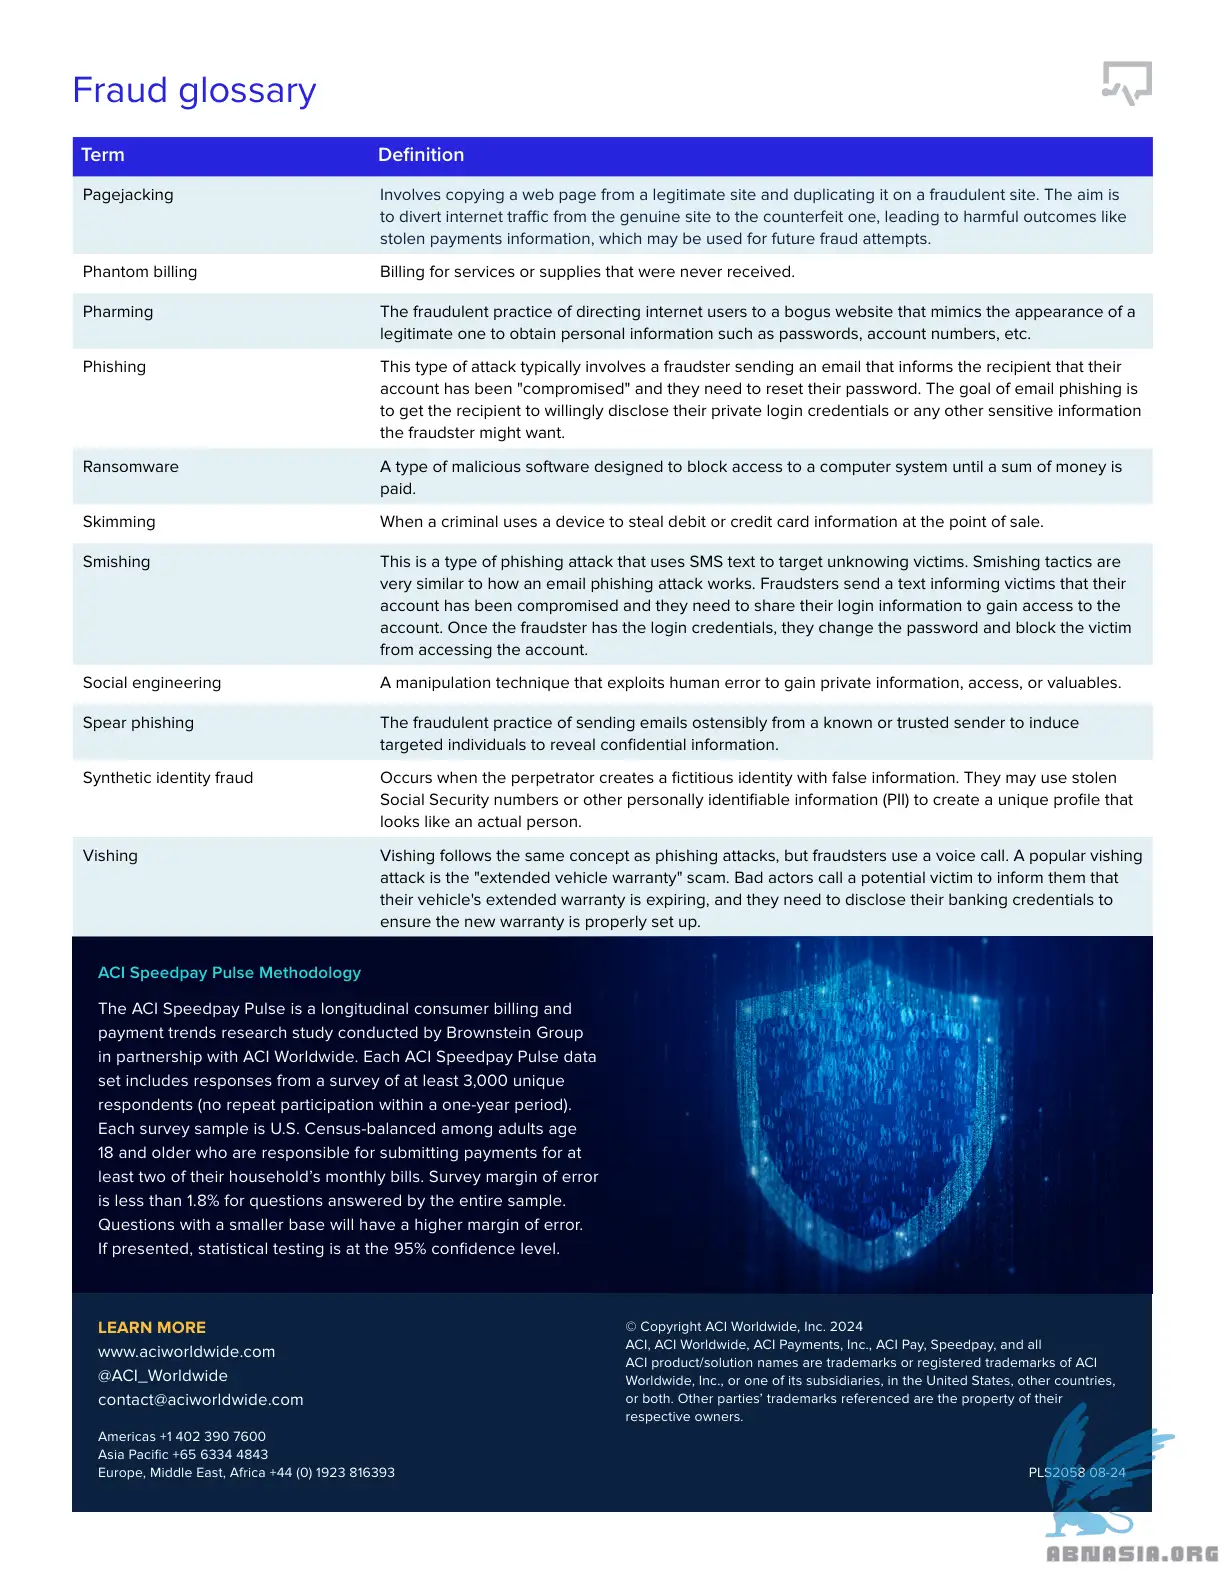 Fraud glossary
Term
Definition
Pagejacking
Involves copying a web page from a legitimate site and duplicating it on a fraudulent site. The aim is
to divert internet traffic from the genuine site to the counterfeit one, leading to harmful outcomes like
stolen payments information, which may be used for future fraud attempts.
Phantom billing
Billing for services or supplies that were never received.
Pharming
The fraudulent practice of directing internet users to a bogus website that mimics the appearance of a
legitimate one to obtain personal information such as passwords, account numbers, etc.
Phishing
This type of attack typically involves a fraudster sending an email that informs the recipient that their
account has been "compromised" and they need to reset their password. The goal of email phishing is
to get the recipient to willingly disclose their private login credentials or any other sensitive information
the fraudster might want.
Ransomware
A type of malicious software designed to block access to a computer system until a sum of money is
paid.
Skimming
When a criminal uses a device to steal debit or credit card information at the point of sale.
Smishing
This is a type of phishing attack that uses SMS text to target unknowing victims. Smishing tactics are
very similar to how an email phishing attack works. Fraudsters send a text informing victims that their
account has been compromised and they need to share their login information to gain access to the
account. Once the fraudster has the login credentials, they change the password and block the victim
from accessing the account.
Social engineering
A manipulation technique that exploits human error to gain private information, access, or valuables.
Spear phishing
The fraudulent practice of sending emails ostensibly from a known or trusted sender to induce
targeted individuals to reveal confidential information.
Synthetic identity fraud
Occurs when the perpetrator creates a fictitious identity with false information. They may use stolen
Social Security numbers or other personally identifiable information (PII) to create a unique profile that
looks like an actual person.
Vishing
Vishing follows the same concept as phishing attacks, but fraudsters use a voice call. A popular vishing
attack is the "extended vehicle warranty" scam. Bad actors call a potential victim to inform them that
their vehicle's extended warranty is expiring, and they need to disclose their banking credentials to
ensure the new warranty is properly set up.
ACI Speedpay Pulse Methodology
The ACI Speedpay Pulse is a longitudinal consumer billing and
payment trends research study conducted by Brownstein Group
in partnership with ACI Worldwide. Each ACI Speedpay Pulse data
set includes responses from a survey of at least 3,000 unique
respondents (no repeat participation within a one-year period).
Each survey sample is U.S. Census-balanced among adults age
18 and older who are responsible for submitting payments for at
least two of their household’s monthly bills. Survey margin of error
is less than 1.8% for questions answered by the entire sample.
Questions with a smaller base will have a higher margin of error.
If presented, statistical testing is at the 95% confidence level.
LEARN MORE
www.aciworldwide.com
@ACI_Worldwide
contact@aciworldwide.com
Americas +1 402 390 7600
Asia Pacific +65 6334 4843
Europe, Middle East, Africa +44 (0) 1923 816393
© Copyright ACI Worldwide, Inc. 2024
ACI, ACI Worldwide, ACI Payments, Inc., ACI Pay, Speedpay, and all
ACI product/solution names are trademarks or registered trademarks of ACI
Worldwide, Inc., or one of its subsidiaries, in the United States, other countries,
or both. Other parties’ trademarks referenced are the property of their
respective owners.
PLS2058 08-24
ABNASIA.ORG